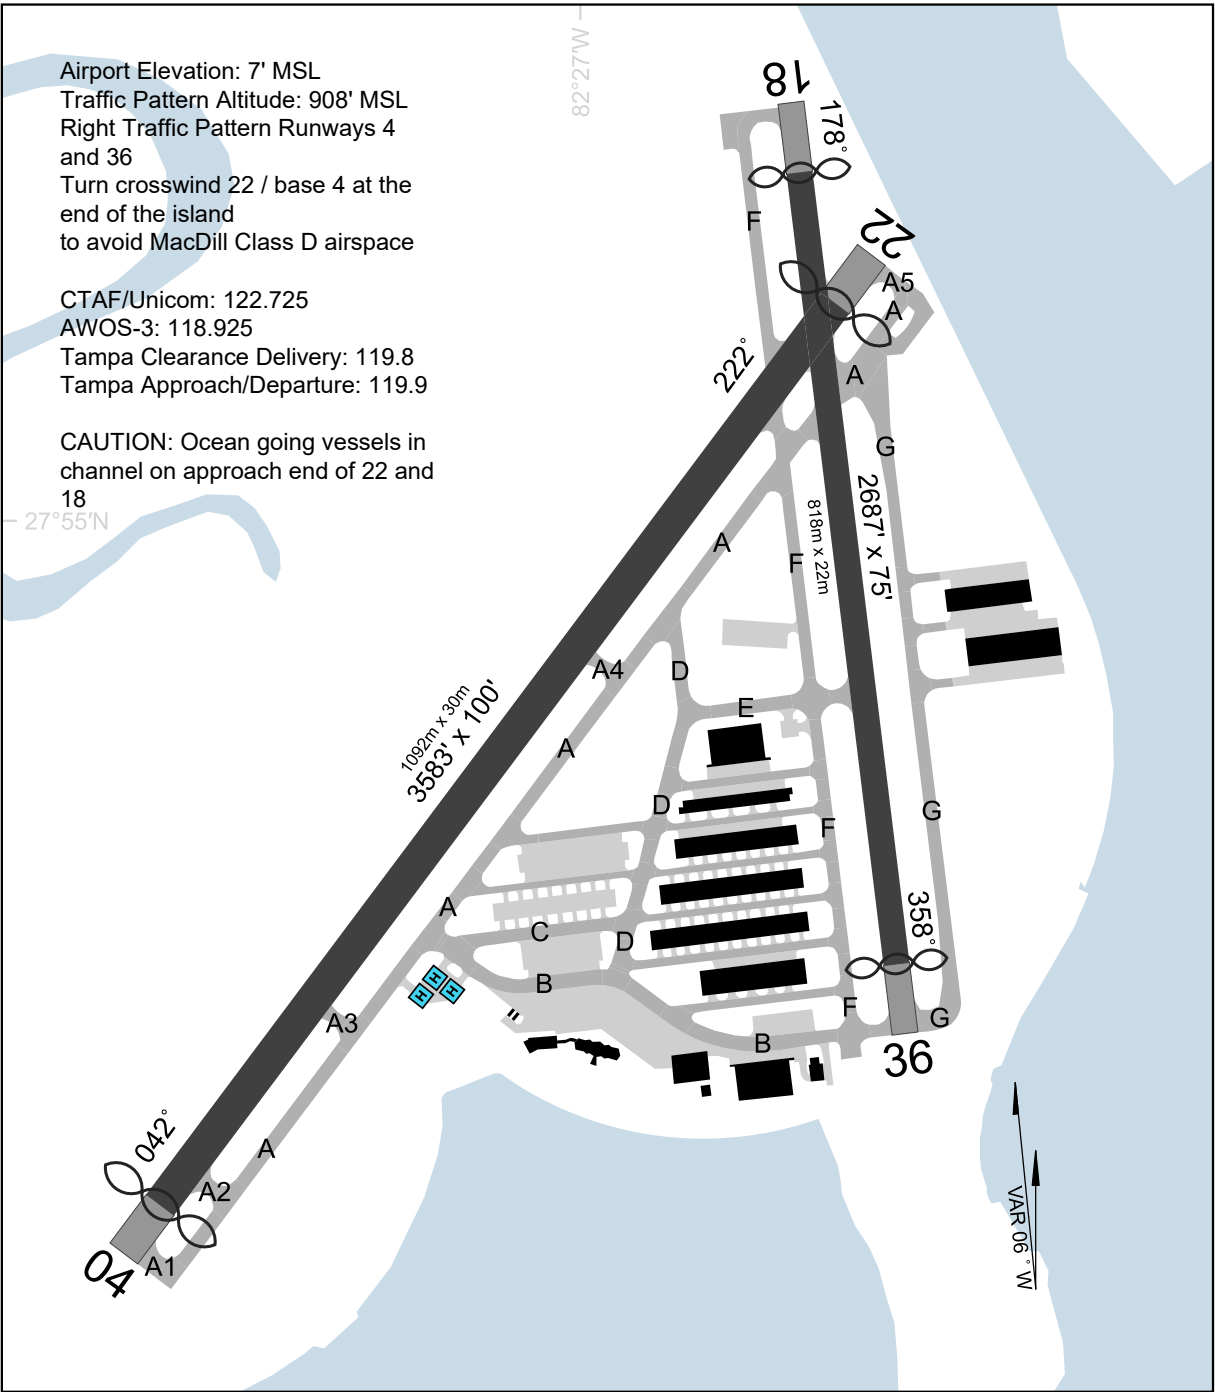 Airport Elevation: 7' MSL
Traffic Pattern Altitude: 908' MSL
Right Traffic Pattern Runways 4
and 36
Turn crosswind 22 / base 4 at the
end of the island
to avoid MacDill Class D airspace
CTAF/Unicom: 122.725
AWOS-3: 118.925
Tampa Clearance Delivery: 119.8
Tampa Approach/Departure: 119.9
CAUTION: Ocean going vessels in
channel on approach end of 22 and
18
27°55'N
82°27'W
18
178°
F
22
A5
A
222°
A
G
2687' x 75'
818m x 22m
A
F
A4
D
E
1092m x 30m
3583' x 100'
A
D
F
G
A
C
D
358°
B
H
H
H
F
G
A3
B
36
042°
A
A2
A1
04
VAR 06° W